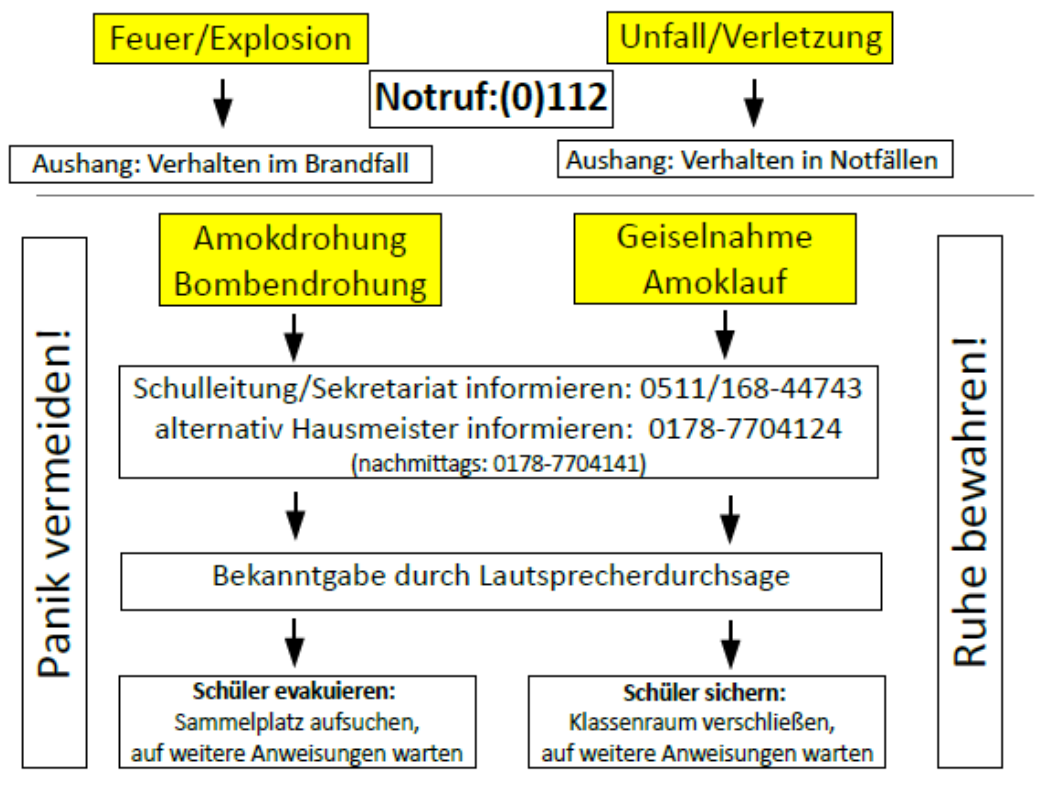 Feuer/Explosion
Unfall/Verletzung
Notruf:(0)112
Aushang: Verhalten im Brandfall
Aushang: Verhalten in Notfällen
Panik vermeiden!
Amokdrohung
Bombendrohung
Geiselnahme
Amoklauf
Schulleitung/Sekretariat informieren: 0511/168-44743
alternativ Hausmeister informieren: 0178-7704124
(nachmittags: 0178-7704141)
Bekanntgabe durch Lautsprecherdurchsage
Schüler evakuieren:
Sammelplatz aufsuchen,
auf weitere Anweisungen warten
Schüler sichern:
Klassenraum verschließen,
auf weitere Anweisungen warten
Ruhe bewahren!